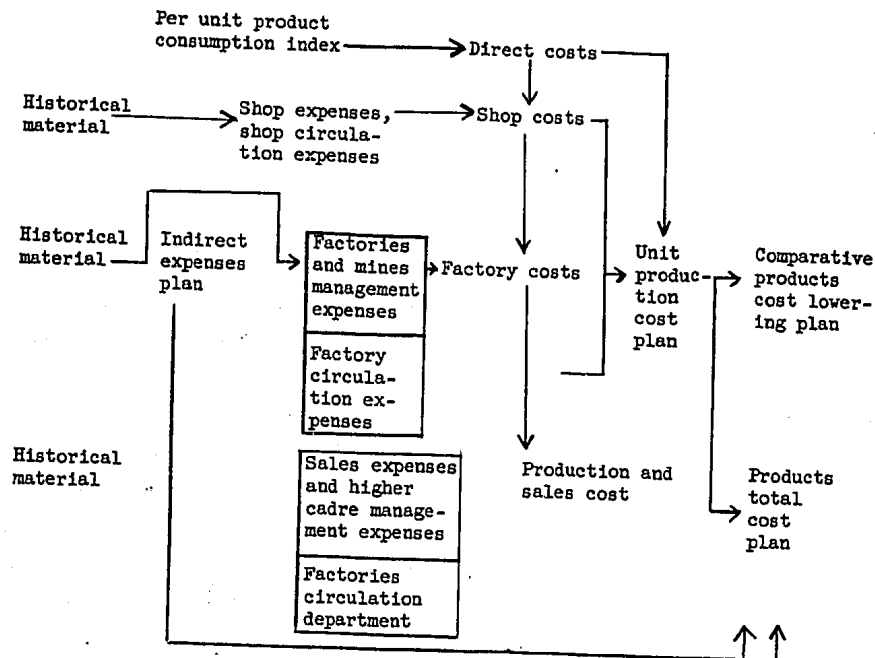 Per unit product
consumption index
Direct costs
Historical
material
Shop expenses,
shop circula-
tion expenses
Shop costs
Historical
material
Indirect
expenses
plan
Factories
and mines
management
expenses
Factory costs
Unit
produc-
tion
cost
plan
Comparative
products
cost lower-
ing plan
Factory
circula-
tion ex-
penses
Historical
material
Sales expenses
and higher
cadre manage-
ment expenses
Production and
sales cost
Products
total
cost
plan
Factories
circulation
department